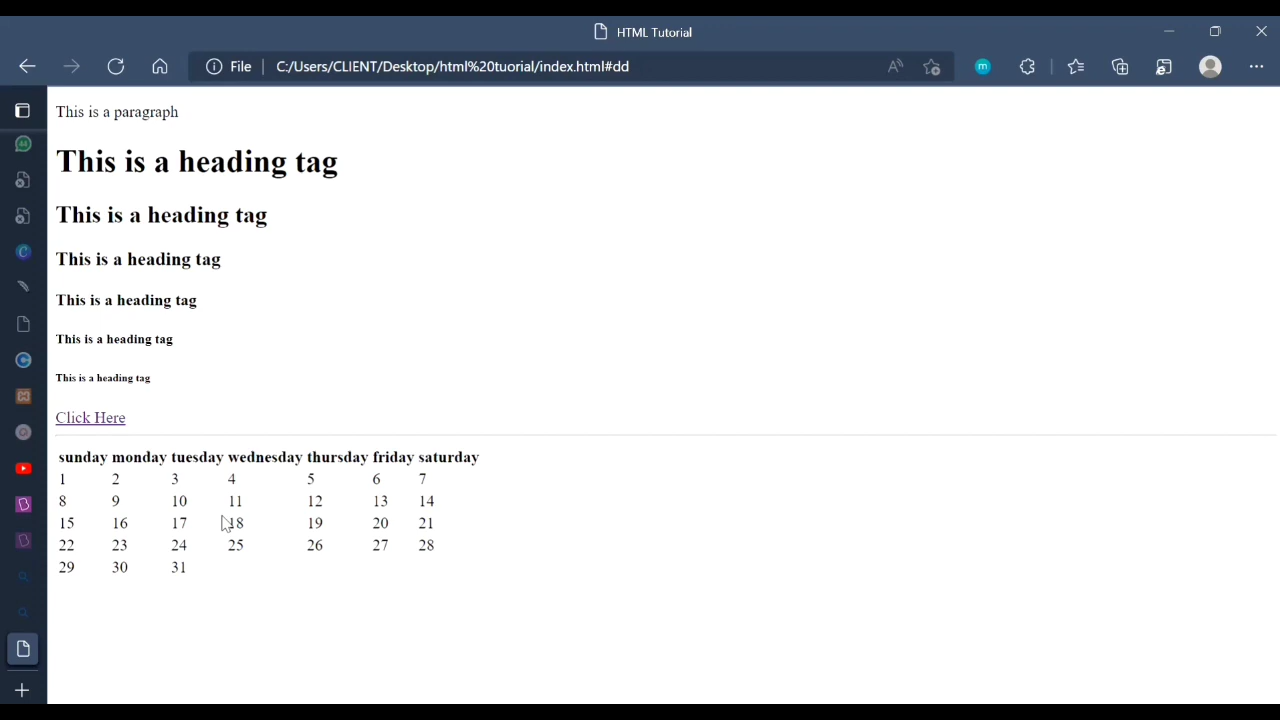 HTML Tutorial
File C:/Users/CLIENT/Desktop/html%20tuorial/index.html#dd
This is a paragraph
This is a heading tag
This is a heading tag
This is a heading tag
This is a heading tag
This is a heading tag
This is a heading tag
Click Here
sunday monday tuesday wednesday thursday friday saturday
1 2 3 4 5 6 7
8 9 10 11 12 13 14
15 16 17 18 19 20 21
22 23 24 25 26 27 28
29 30 31